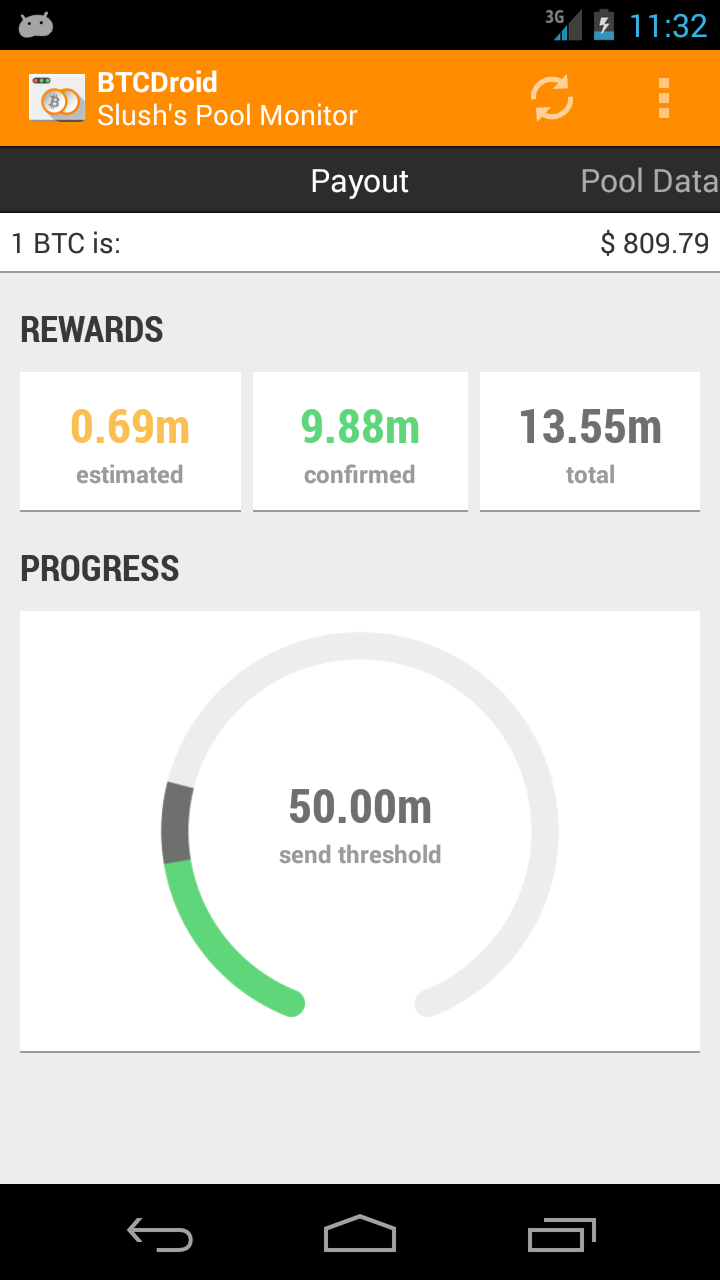 3G 11:32
BTCDroid
Slush's Pool Monitor
Payout Pool Data
1 BTC is: $ 809.79
REWARDS
0.69m 9.88m 13.55m
estimated confirmed total
PROGRESS
50.00m
send threshold